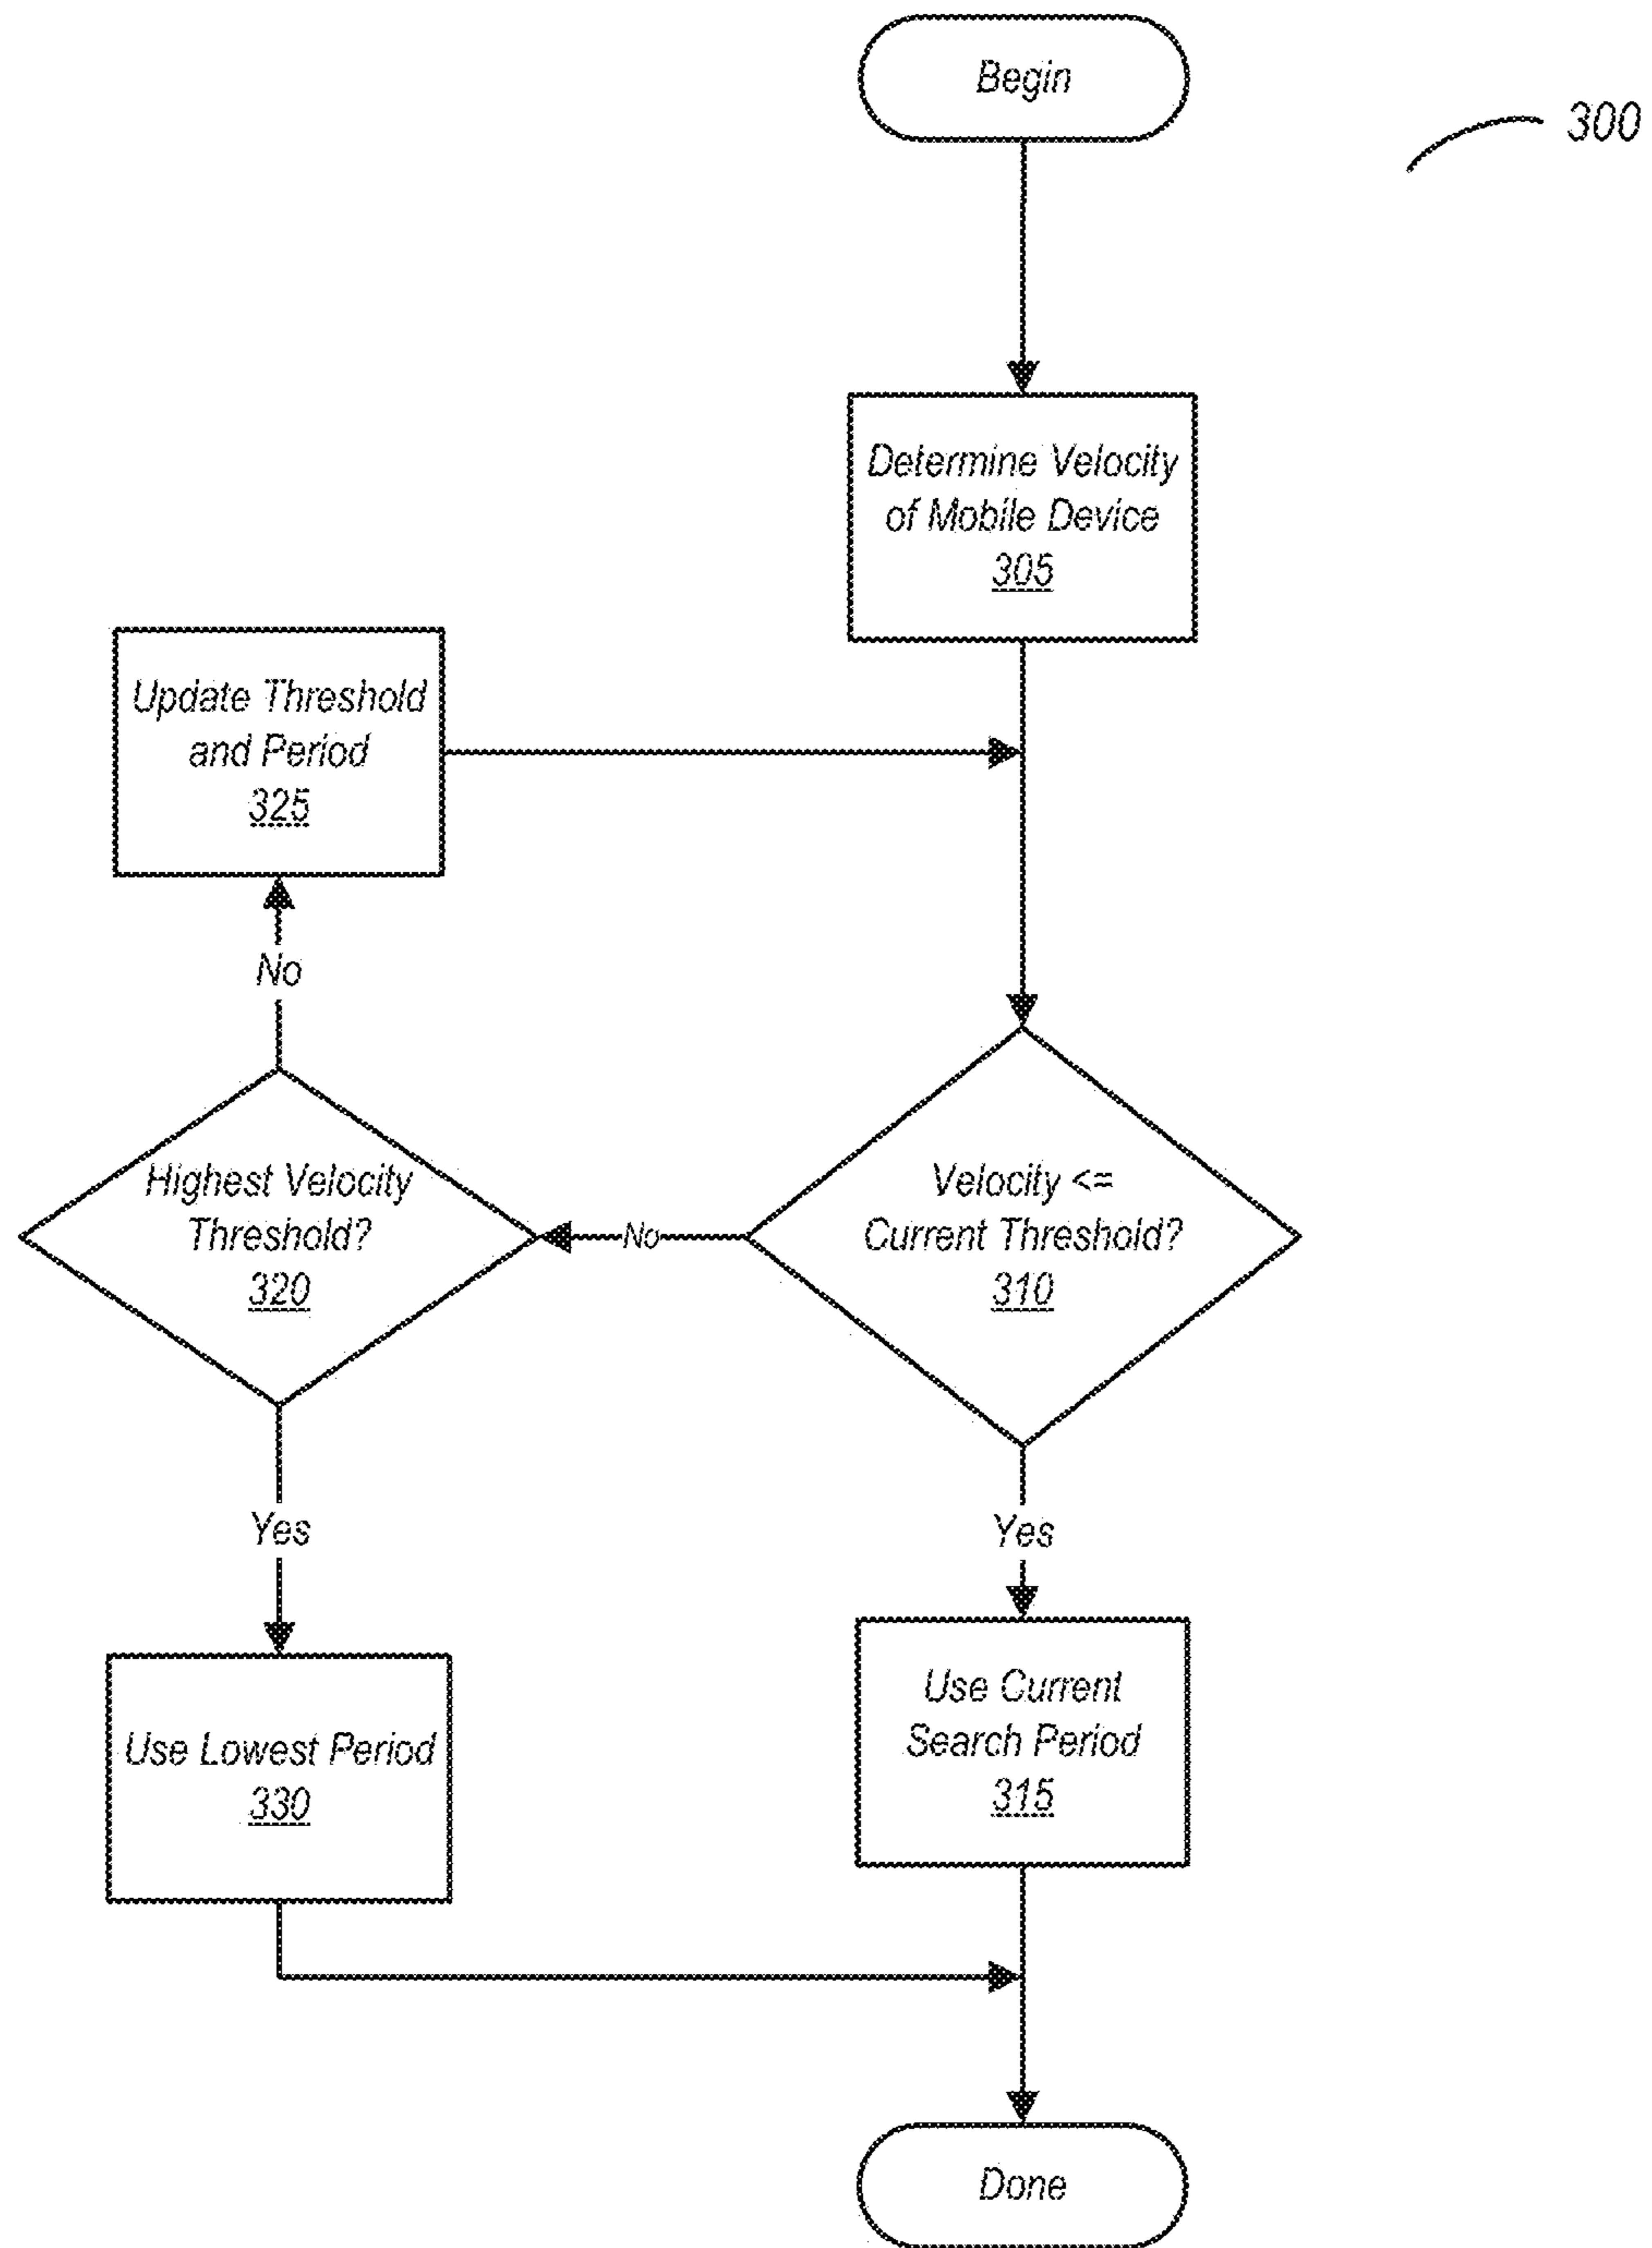 Begin
300
Determine Velocity
of Mobile Device
305
Update Threshold
and Period
325
No
Highest Velocity
Threshold?
320
No
Velocity <=
Current Threshold?
310
Yes
Yes
Use Lowest Period
330
Use Current
Search Period
315
Done